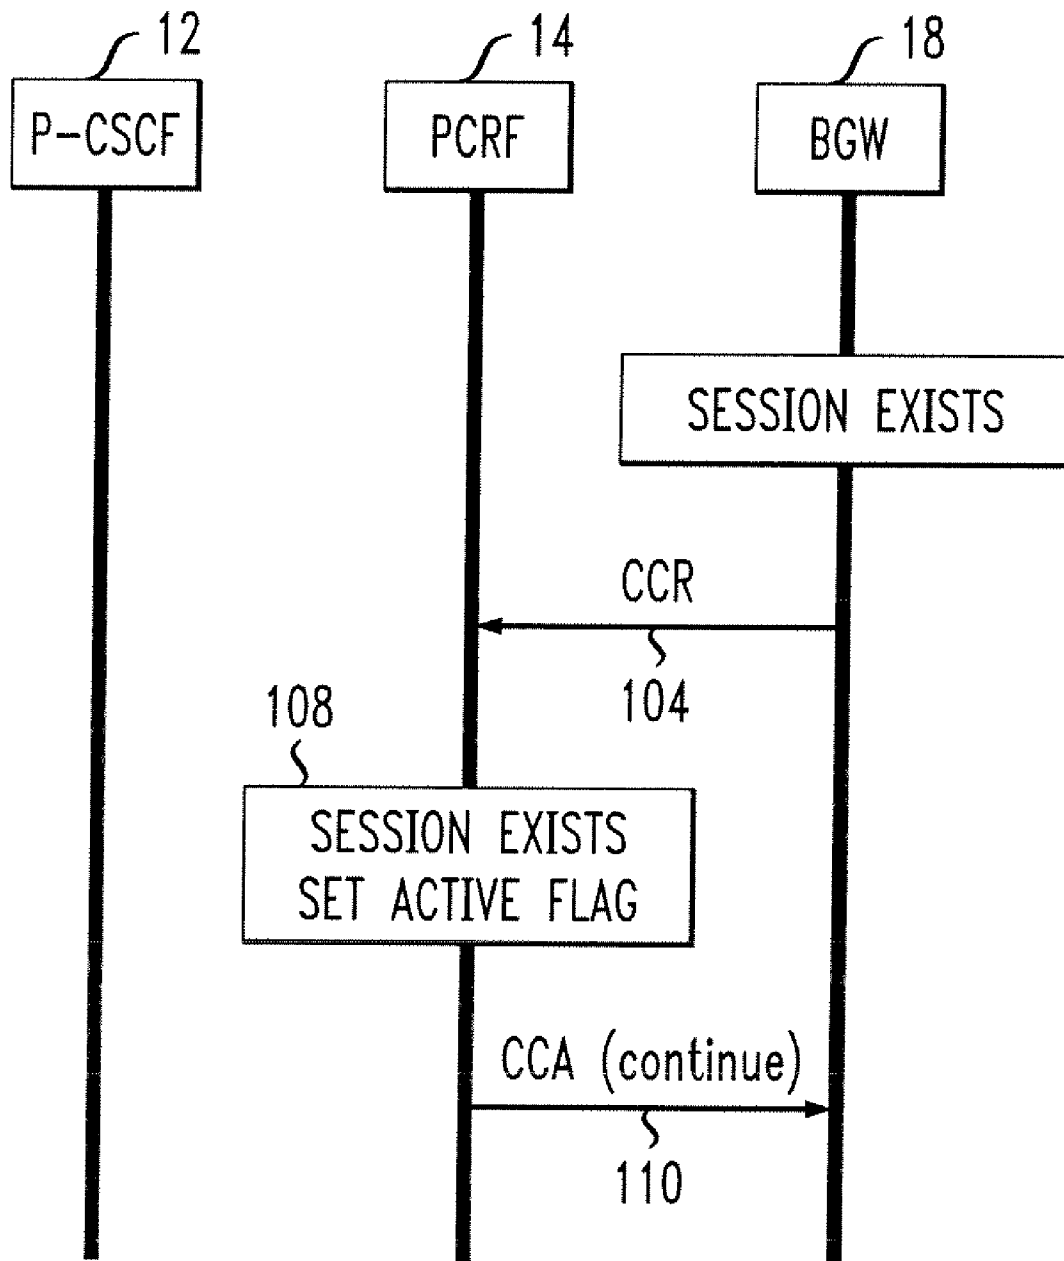 12
14
18
P-CSCF
PCRF
BGW
SESSION EXISTS
CCR
104
108
SESSION EXISTS
SET ACTIVE FLAG
CCA (continue)
110